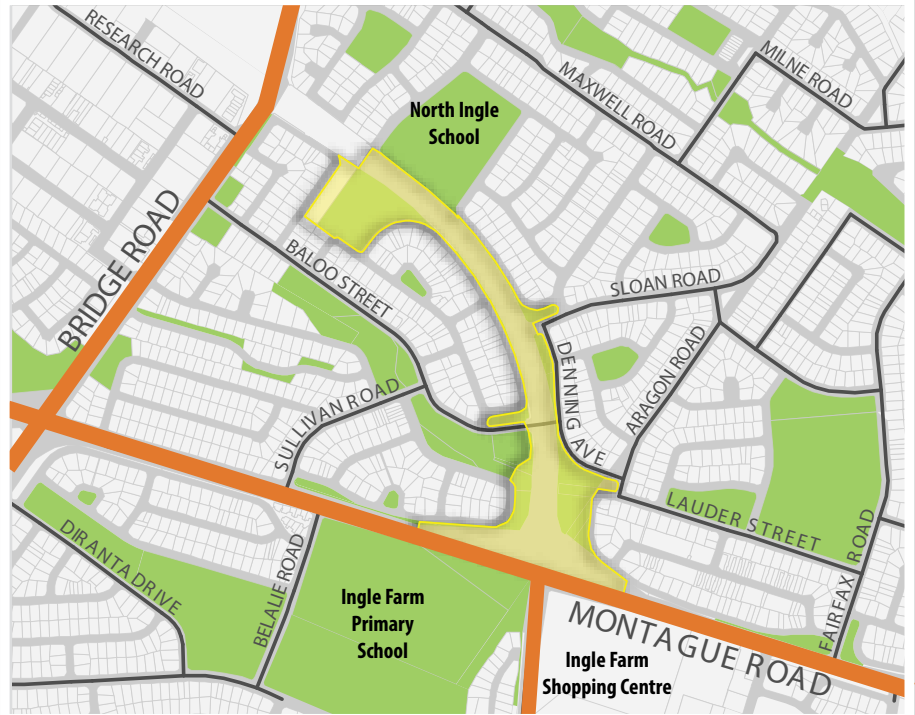 RESEARCH ROAD
MILNE ROAD
MAXWELL ROAD
North Ingle
School
BRIDGE ROAD
BALOO STREET
SLOAN ROAD
DENNING AVE
ARAGON ROAD
SULLIVAN ROAD
LAUDER STREET
DIRANTA DRIVE
BELALIE ROAD
FAIRFAX ROAD
Ingle Farm
Primary
School
MONTAGUE ROAD
Ingle Farm
Shopping Centre